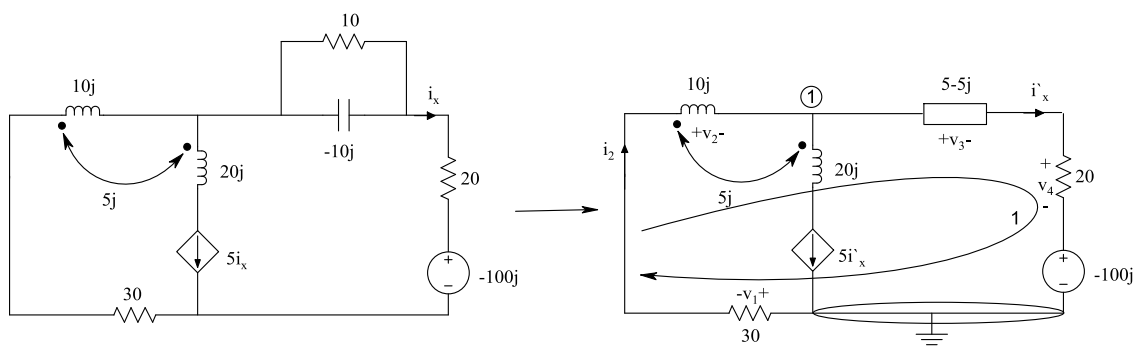 10
10j
i_x
-10j
20j
20
5j
5i_x
-100j
30
10j
①
5-5j
i`_x
+v_2-
+v_3-
i_2
20j
+
v_4
-
20
5j
1
5i`_x
+
-100j
-v_1+
30